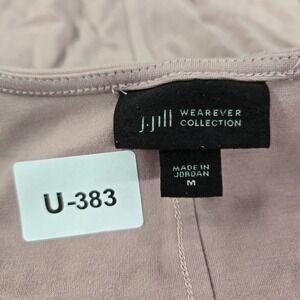 j.jill WEAREVER
COLLECTION
MADE IN
JORDAN
M
U-383